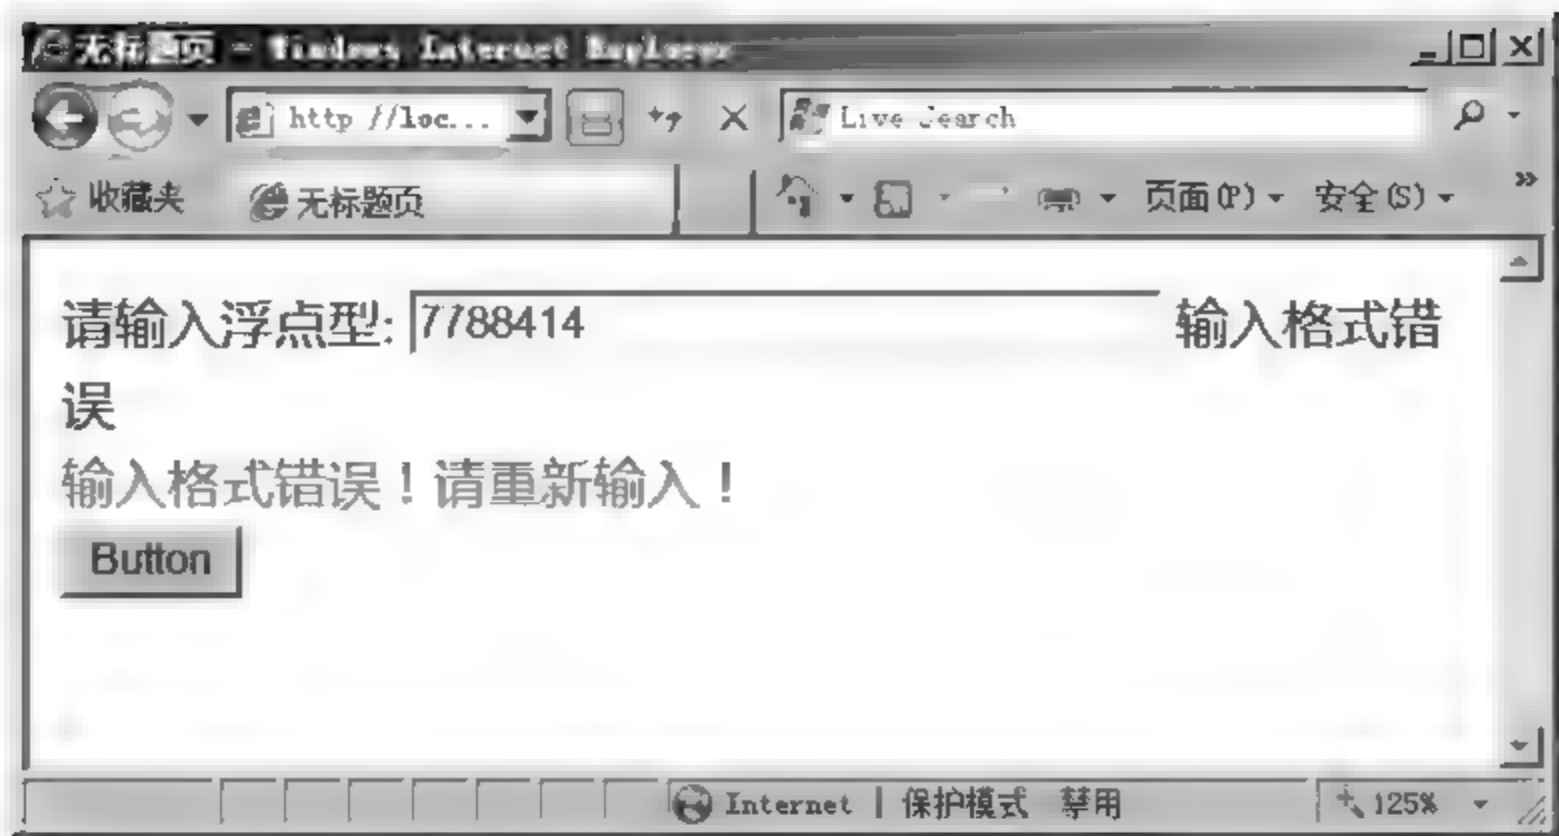 无标题页 - Windows Internet Explorer
http //loc... Live Search
收藏夹 无标题页 页面(P) 安全(S) »
请输入浮点型: 7788414 输入格式错
误
输入格式错误！请重新输入！
Button
Internet | 保护模式 禁用 125%